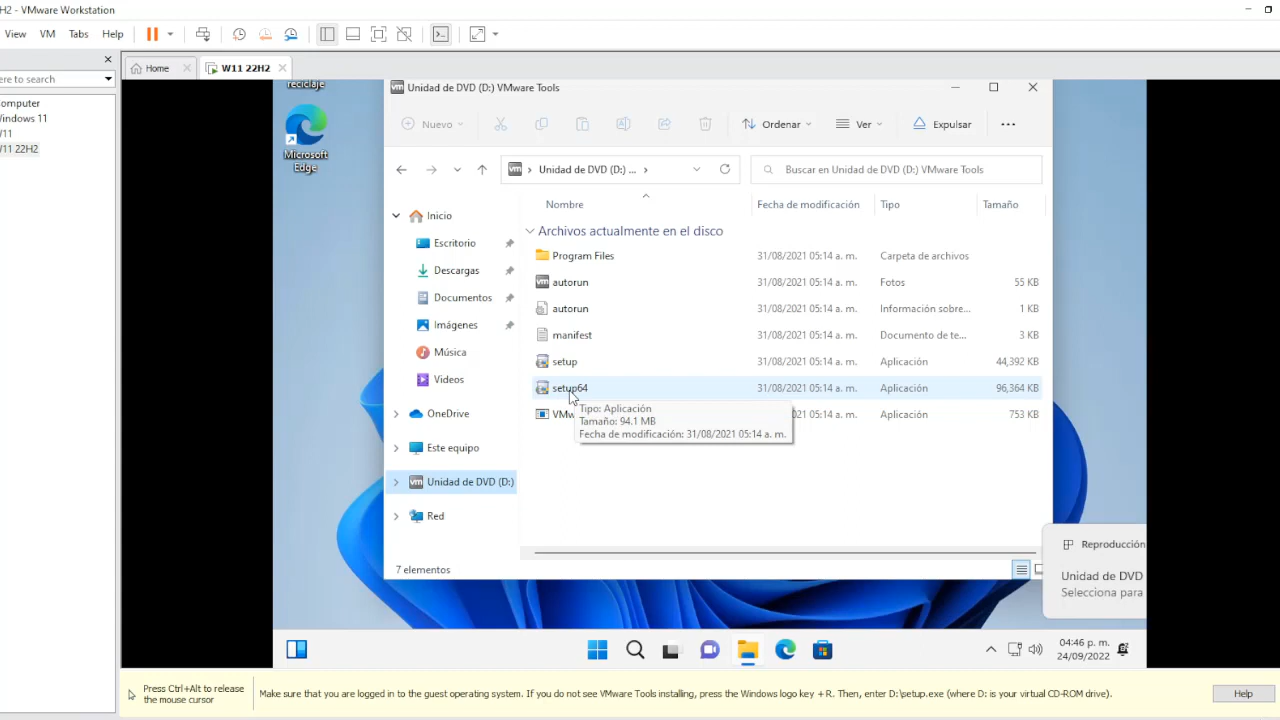 H2 - VMware Workstation
View VM Tabs Help
ere to search
Home
W11 22H2
omputer
indows 11
11
11 22H2
reciclaje
Microsoft
Edge
Unidad de DVD (D:) VMware Tools
Nuevo
Ordenar
Ver
Expulsar
Unidad de DVD (D:) ...
Buscar en Unidad de DVD (D:) VMware Tools
Inicio
Escritorio
Descargas
Documentos
Imágenes
Música
Videos
OneDrive
Este equipo
Unidad de DVD (D:)
Red
Nombre Fecha de modificación Tipo Tamaño
Archivos actualmente en el disco
Program Files 31/08/2021 05:14 a. m. Carpeta de archivos
autorun 31/08/2021 05:14 a. m. Fotos 55 KB
autorun 31/08/2021 05:14 a. m. Información sobre... 1 KB
manifest 31/08/2021 05:14 a. m. Documento de te... 3 KB
setup 31/08/2021 05:14 a. m. Aplicación 44,392 KB
setup64 31/08/2021 05:14 a. m. Aplicación 96,364 KB
VMw 31/08/2021 05:14 a. m. Aplicación 753 KB
Tipo: Aplicación
Tamaño: 94.1 MB
Fecha de modificación: 31/08/2021 05:14 a. m.
7 elementos
Reproducción
Unidad de DVD
Selecciona para
04:46 p. m.
24/09/2022
Press Ctrl+Alt to release
the mouse cursor
Make sure that you are logged in to the guest operating system. If you do not see VMware Tools installing, press the Windows logo key + R. Then, enter D:\setup.exe (where D: is your virtual CD-ROM drive).
Help